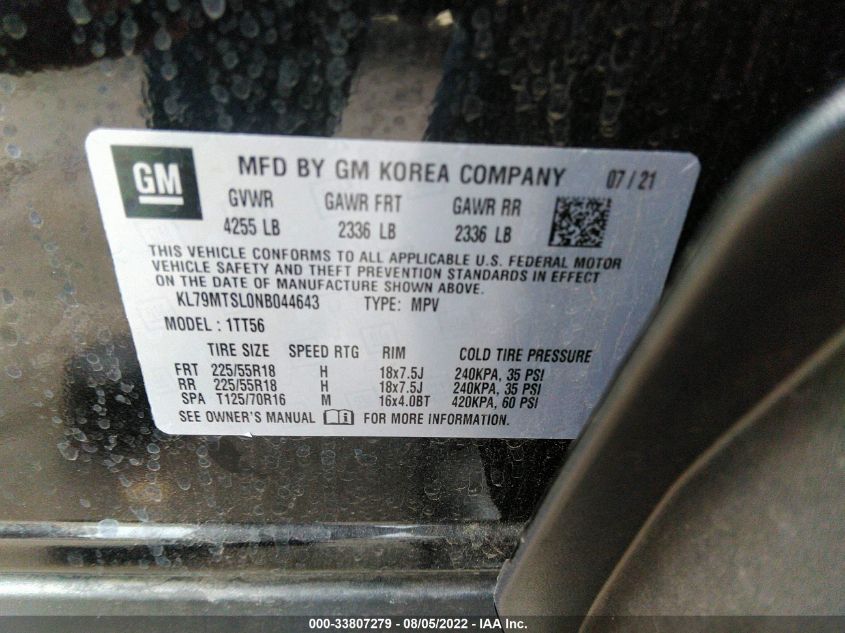 GM
MFD BY GM KOREA COMPANY 07/21
GVWR GAWR FRT GAWR RR
4255 LB 2336 LB 2336 LB
THIS VEHICLE CONFORMS TO ALL APPLICABLE U.S. FEDERAL MOTOR
VEHICLE SAFETY AND THEFT PREVENTION STANDARDS IN EFFECT
ON THE DATE OF MANUFACTURE SHOWN ABOVE.
KL79MTSL0NB044643 TYPE: MPV
MODEL : 1TT56
TIRE SIZE SPEED RTG RIM COLD TIRE PRESSURE
FRT 225/55R18 H 18x7.5J 240KPA, 35 PSI
RR 225/55R18 H 18x7.5J 240KPA, 35 PSI
SPA T125/70R16 M 16x4.0BT 420KPA, 60 PSI
SEE OWNER'S MANUAL FOR MORE INFORMATION.
000-33807279 - 08/05/2022 - IAA Inc.